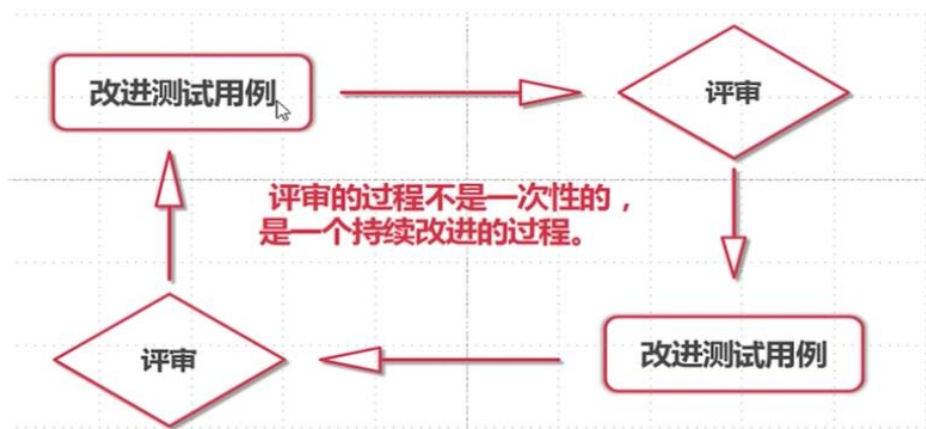 改进测试用例
评审
评审的过程不是一次性的，
是一个持续改进的过程。
评审
改进测试用例